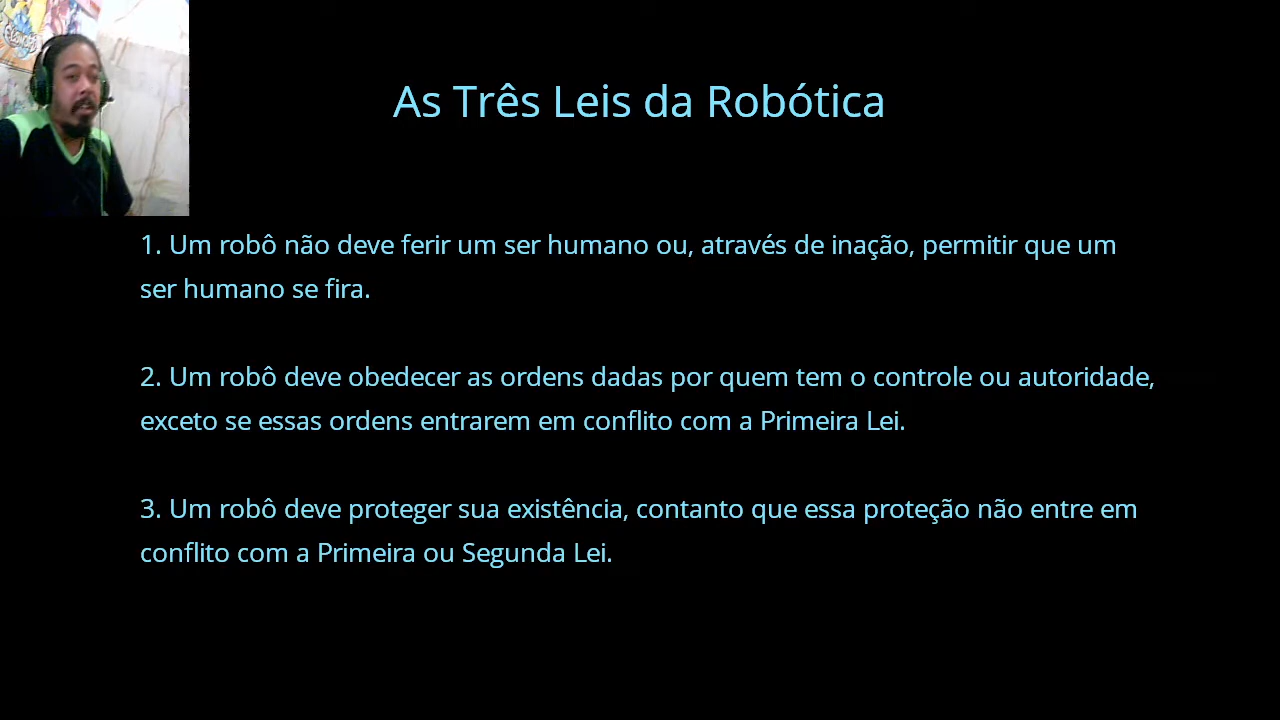 As Três Leis da Robótica
1. Um robô não deve ferir um ser humano ou, através de inação, permitir que um
ser humano se fira.
2. Um robô deve obedecer as ordens dadas por quem tem o controle ou autoridade,
exceto se essas ordens entrarem em conflito com a Primeira Lei.
3. Um robô deve proteger sua existência, contanto que essa proteção não entre em
conflito com a Primeira ou Segunda Lei.